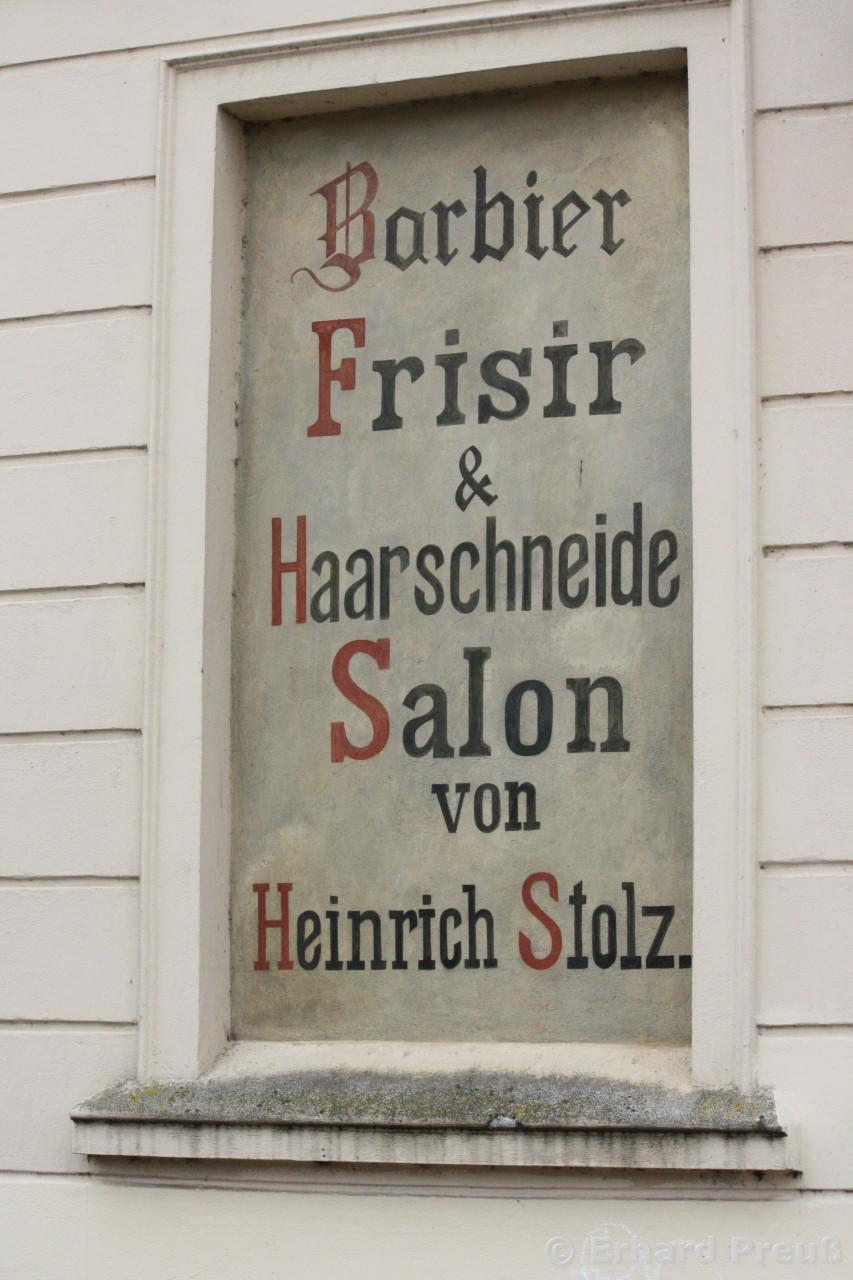 Barbier
Frisir
&
Haarschneide
Salon
von
Heinrich Stolz.
© Erhard Preuß